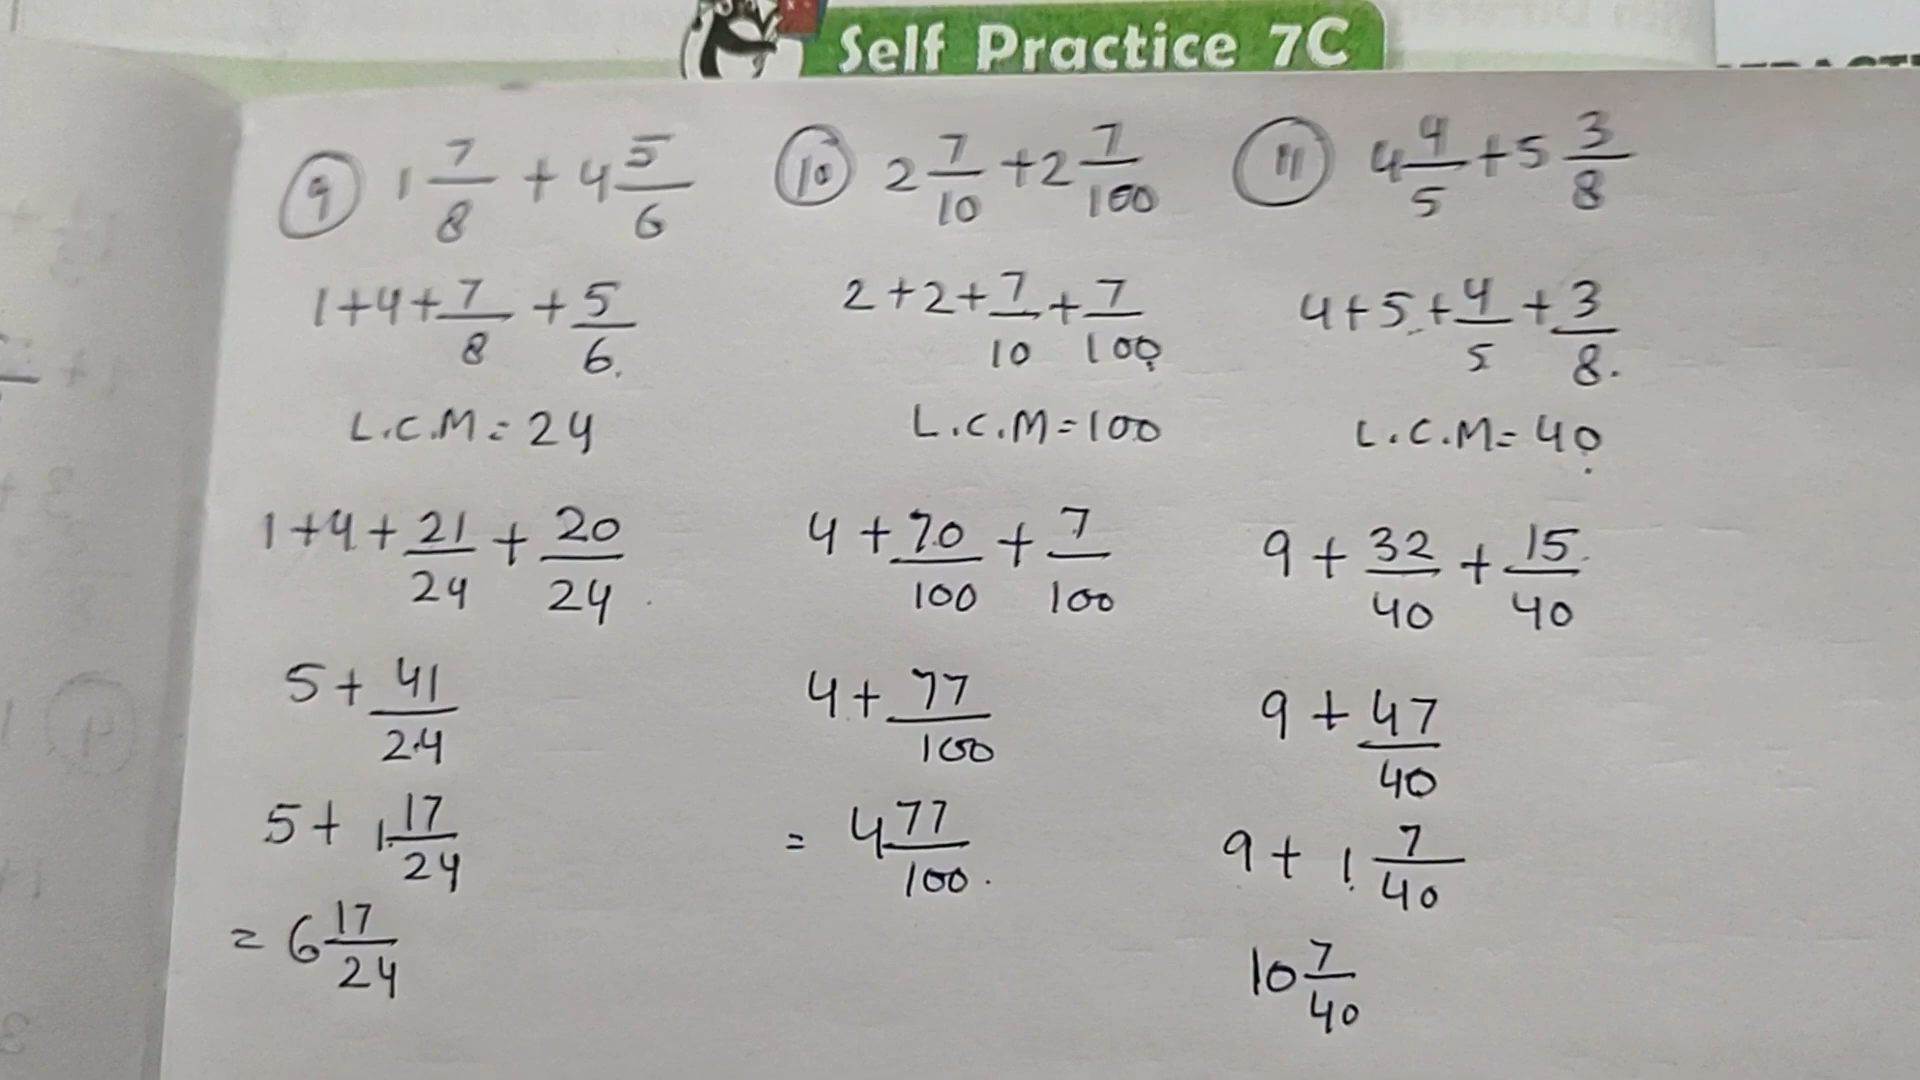 Self Practice 7C
9 1 7/8 + 4 5/6
1+4+7/8+5/6.
L.C.M = 24
1+4+21/24+20/24
5+41/24
5+1 17/24
= 6 17/24
10 2 7/10 +2 7/100
2+2+7/10+7/100
L.C.M=100
4+70/100+7/100
4+77/100
= 4 77/100.
11 4 4/5+5 3/8
4+5+4/5+3/8.
L.C.M= 40
9+32/40+15/40
9+47/40
9+1 7/40
10 7/40